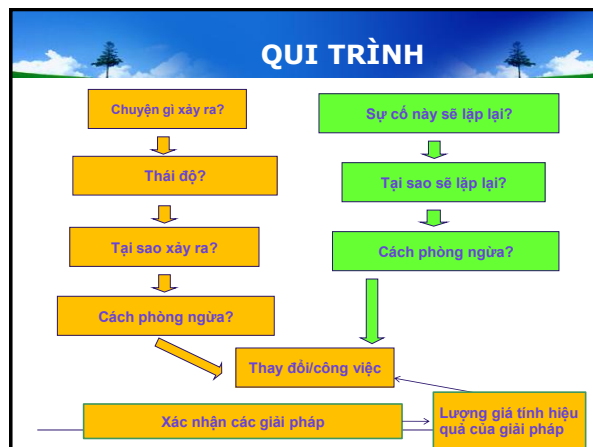 QUI TRÌNH
Chuyện gì xảy ra?
Thái độ?
Tại sao xảy ra?
Cách phòng ngừa?
Sự cố này sẽ lặp lại?
Tại sao sẽ lặp lại?
Cách phòng ngừa?
Thay đổi/công việc
Xác nhận các giải pháp
Lượng giá tính hiệu
quả của giải pháp